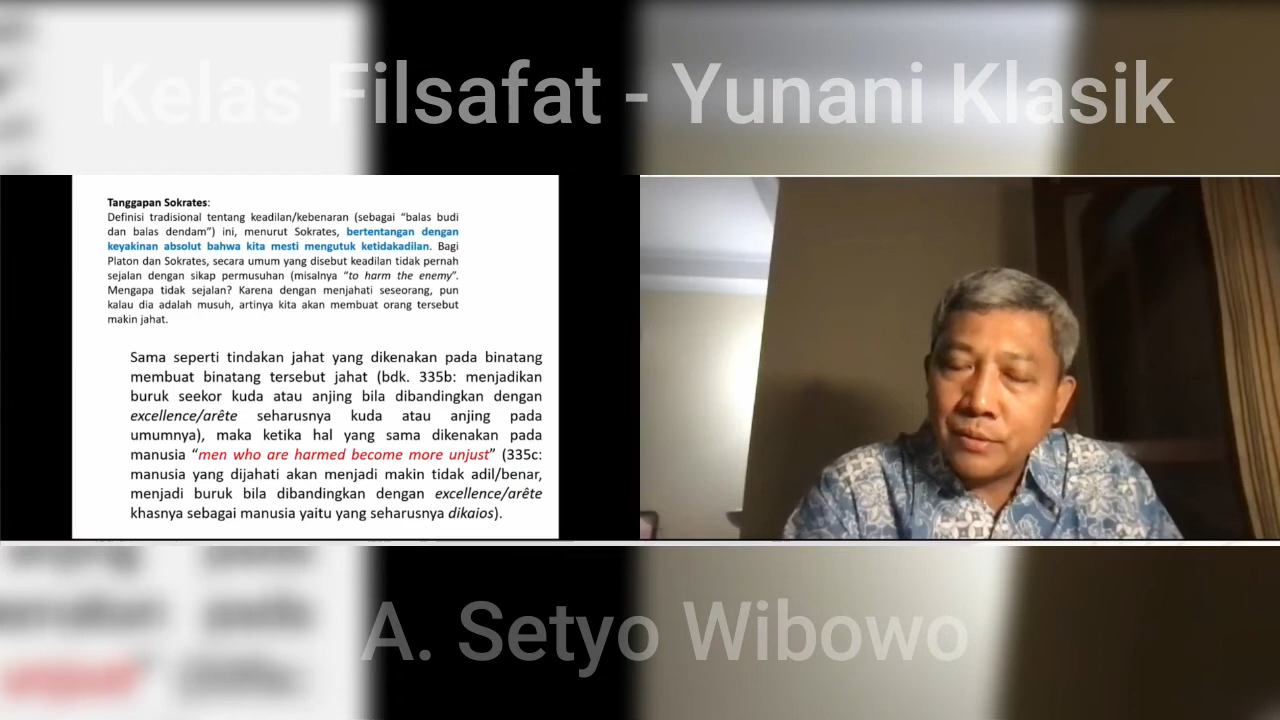 Kelas Filsafat - Yunani Klasik
Tanggapan Sokrates:
Definisi tradisional tentang keadilan/kebenaran (sebagai “balas budi
dan balas dendam”) ini, menurut Sokrates, bertentangan dengan
keyakinan absolut bahwa kita mesti mengutuk ketidakadilan. Bagi
Platon dan Sokrates, secara umum yang disebut keadilan tidak pernah
sejalan dengan sikap permusuhan (misalnya “to harm the enemy”.
Mengapa tidak sejalan? Karena dengan menjahati seseorang, pun
kalau dia adalah musuh, artinya kita akan membuat orang tersebut
makin jahat.
Sama seperti tindakan jahat yang dikenakan pada binatang
membuat binatang tersebut jahat (bdk. 335b: menjadikan
buruk seekor kuda atau anjing bila dibandingkan dengan
excellence/arête seharusnya kuda atau anjing pada
umumnya), maka ketika hal yang sama dikenakan pada
manusia “men who are harmed become more unjust” (335c:
manusia yang dijahati akan menjadi makin tidak adil/benar,
menjadi buruk bila dibandingkan dengan excellence/arête
khasnya sebagai manusia yaitu yang seharusnya dikaios).
A. Setyo Wibowo